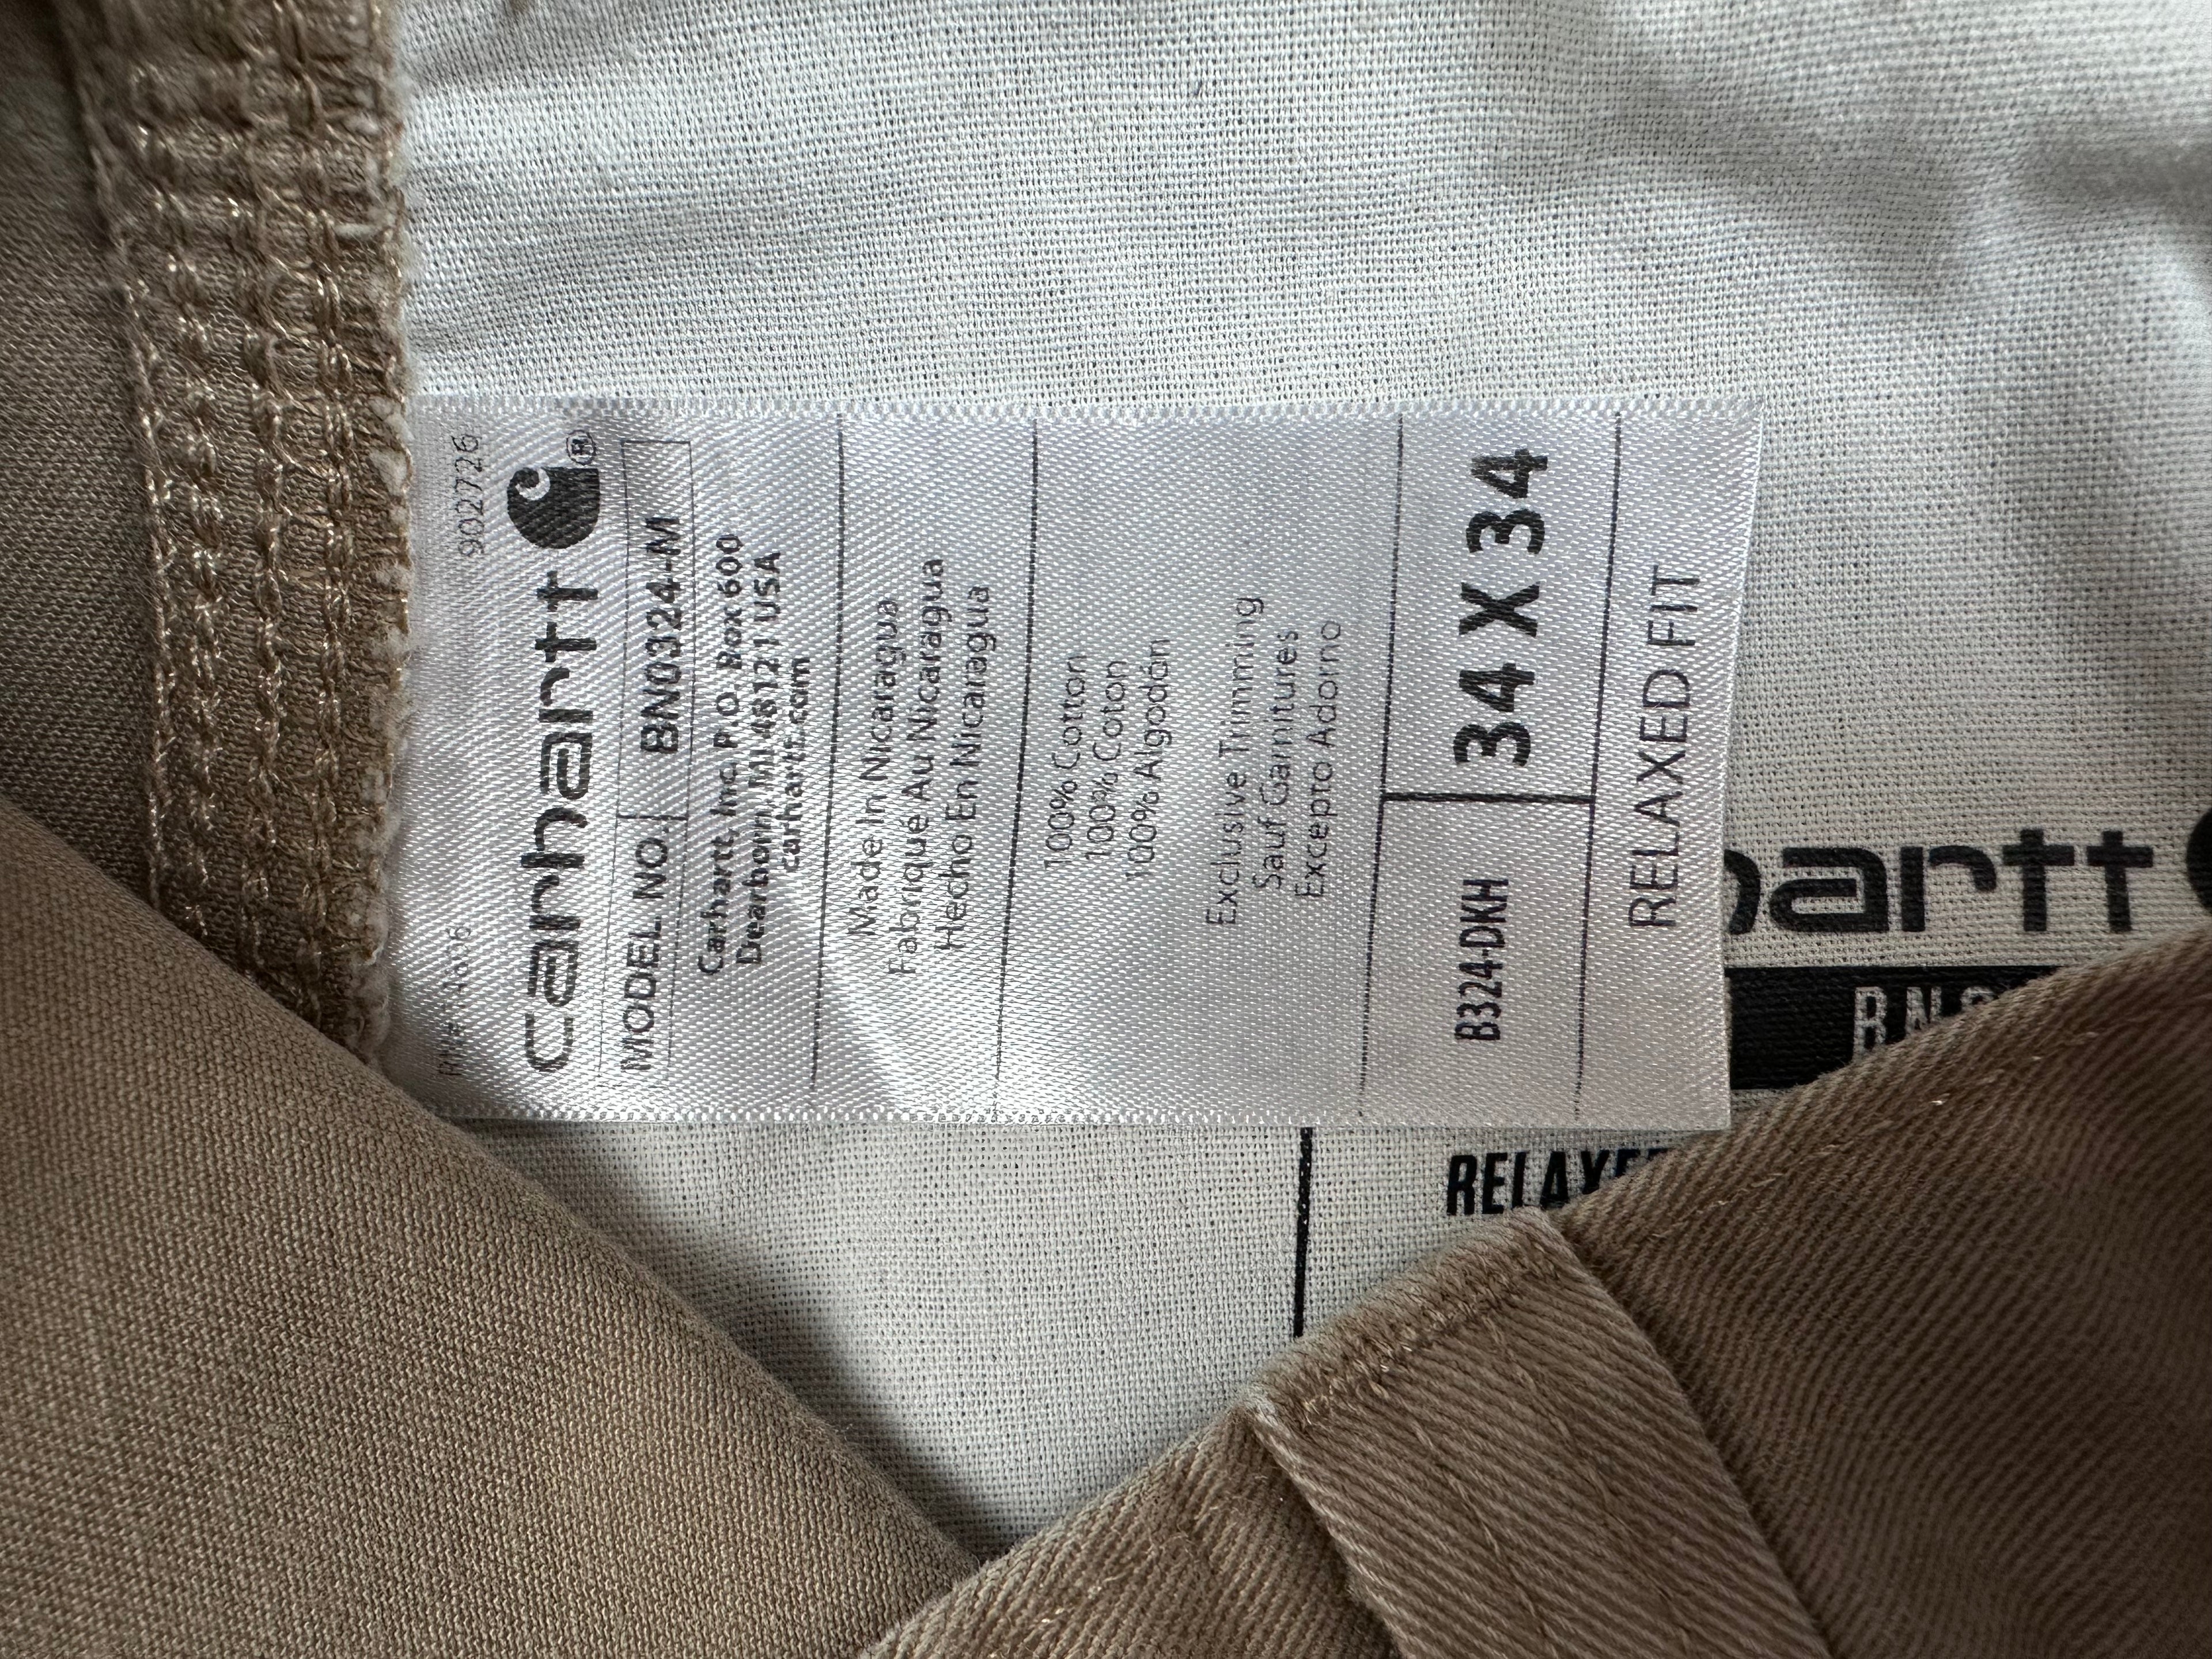 902726
carhartt ®
MODEL NO. BN0324-M
Carhartt, Inc. P.O. Box 600
Dearborn, MI 48121 USA
carhartt.com
Made In Nicaragua
Fabriqué Au Nicaragua
Hecho En Nicaragua
100% Cotton
100% Coton
100% Algodón
Exclusive Trimming
Sauf Garnitures
Excepto Adorno
B324-DKH 34 X 34
RELAXED FIT
hartt
BN
RELAXE